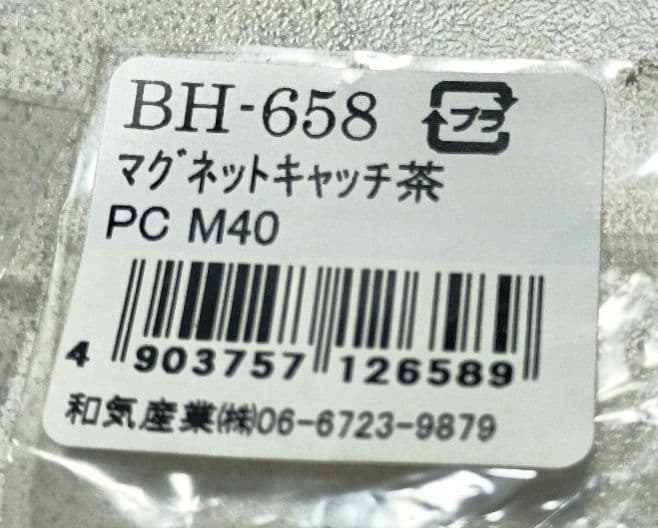 BH-658 プラ
マグネットキャッチ茶
PC M40
4 903757 126589
和気産業㈱06-6723-9879